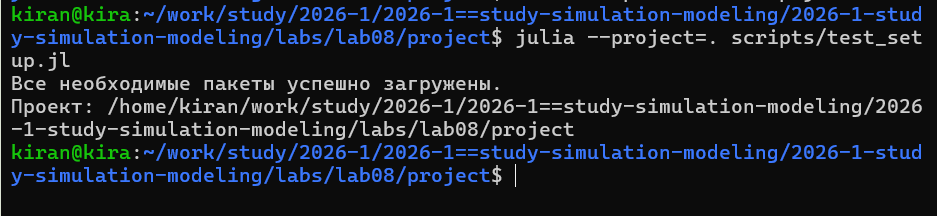 kiran@kira:~/work/study/2026-1/2026-1==study-simulation-modeling/2026-1-stud
y-simulation-modeling/labs/lab08/project$ julia --project=. scripts/test_set
up.jl
Все необходимые пакеты успешно загружены.
Проект: /home/kiran/work/study/2026-1/2026-1==study-simulation-modeling/2026
-1-study-simulation-modeling/labs/lab08/project
kiran@kira:~/work/study/2026-1/2026-1==study-simulation-modeling/2026-1-stud
y-simulation-modeling/labs/lab08/project$